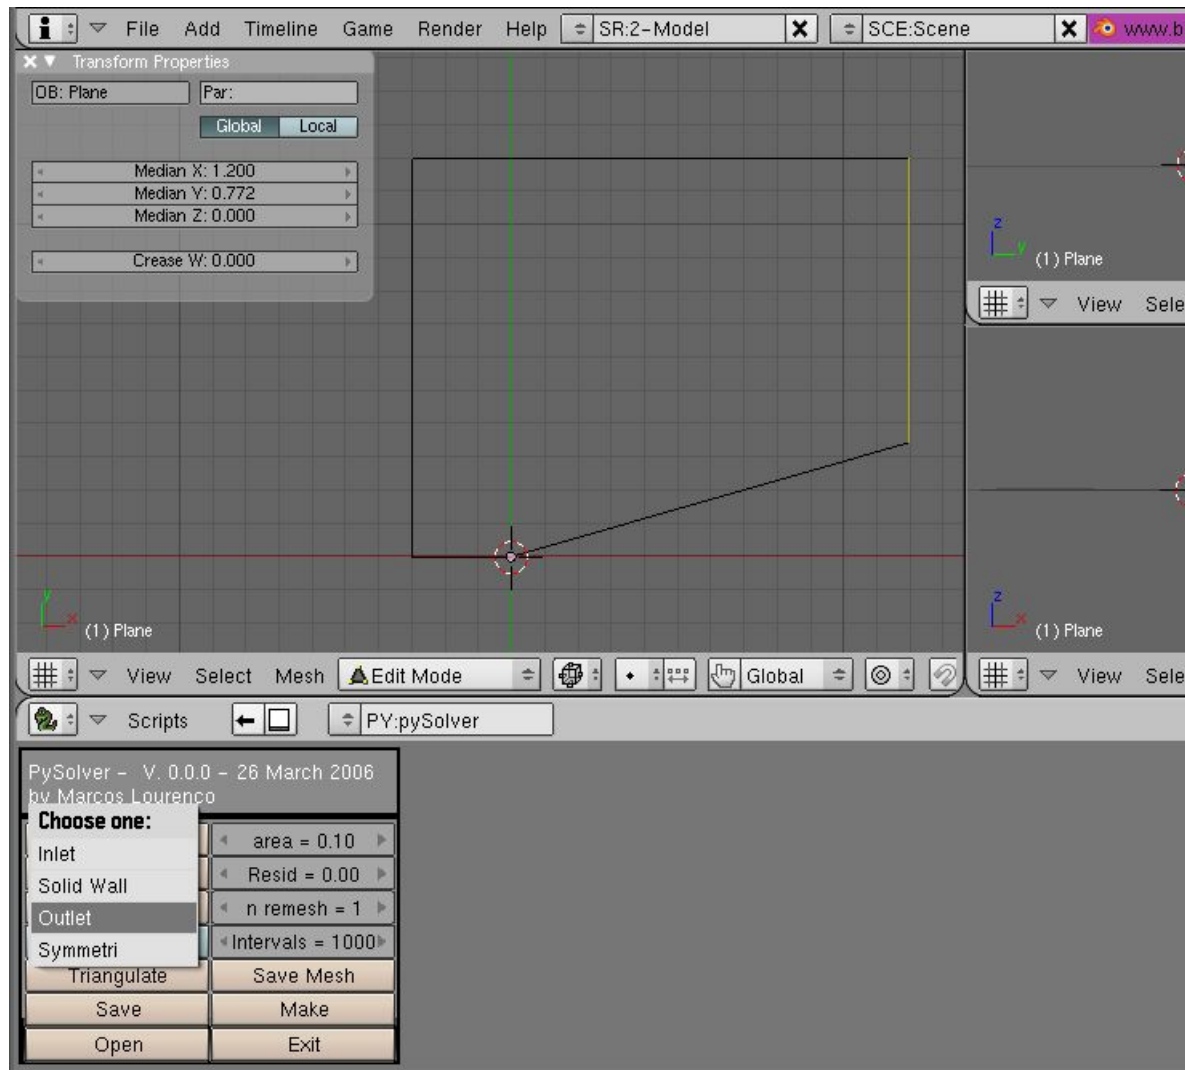 File Add Timeline Game Render Help SR:2-Model SCE:Scene www.b
Transform Properties
OB: Plane Par:
Global Local
Median X: 1.200
Median Y: 0.772
Median Z: 0.000
Crease W: 0.000
z
y
(1) Plane
View Sele
y
x
(1) Plane
z
x
(1) Plane
View Select Mesh Edit Mode Global
View Sele
Scripts PY:pySolver
PySolver - V. 0.0.0 - 26 March 2006
by Marcos Lourenco
Choose one:
Inlet
Solid Wall
Outlet
Symmetri
area = 0.10
Resid = 0.00
n remesh = 1
Intervals = 1000
Triangulate Save Mesh
Save Make
Open Exit